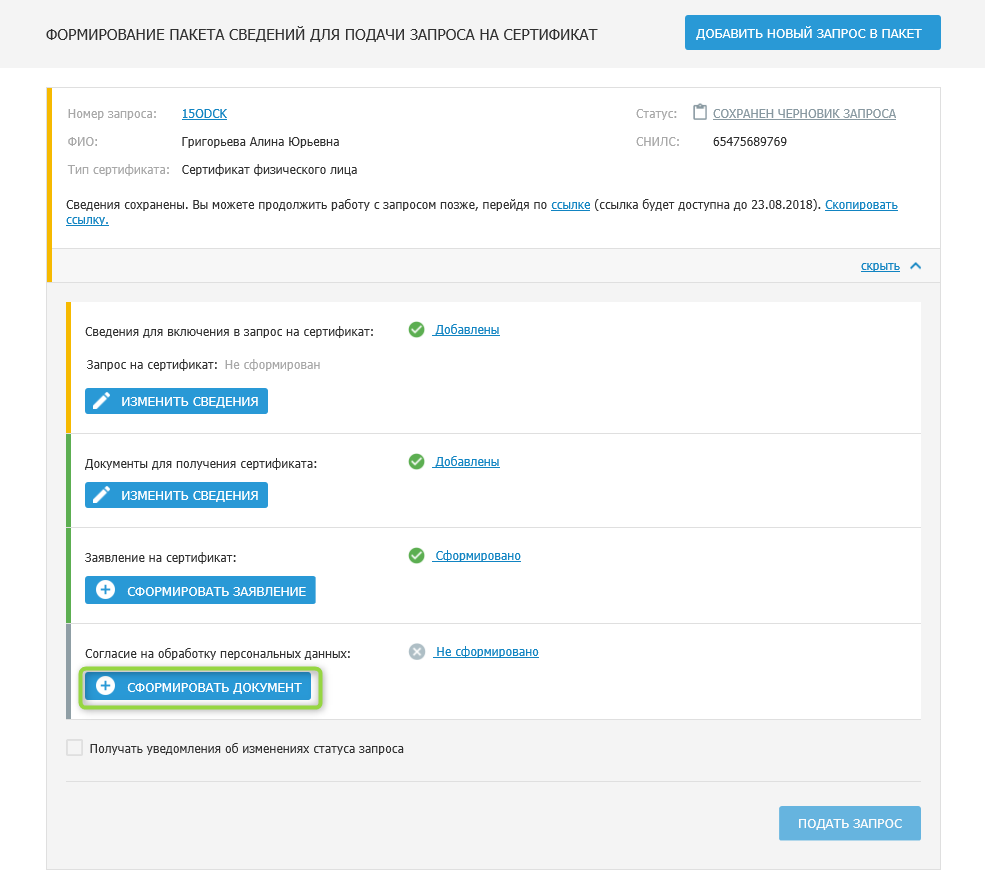 ФОРМИРОВАНИЕ ПАКЕТА СВЕДЕНИЙ ДЛЯ ПОДАЧИ ЗАПРОСА НА СЕРТИФИКАТ
ДОБАВИТЬ НОВЫЙ ЗАПРОС В ПАКЕТ
Номер запроса: 15ODCK
Статус: СОХРАНЕН ЧЕРНОВИК ЗАПРОСА
ФИО: Григорьева Алина Юрьевна
СНИЛС: 65475689769
Тип сертификата: Сертификат физического лица
Сведения сохранены. Вы можете продолжить работу с запросом позже, перейдя по ссылке (ссылка будет доступна до 23.08.2018). Скопировать
ссылку.
скрыть
Сведения для включения в запрос на сертификат: Добавлены
Запрос на сертификат: Не сформирован
ИЗМЕНИТЬ СВЕДЕНИЯ
Документы для получения сертификата: Добавлены
ИЗМЕНИТЬ СВЕДЕНИЯ
Заявление на сертификат: Сформировано
СФОРМИРОВАТЬ ЗАЯВЛЕНИЕ
Согласие на обработку персональных данных: Не сформировано
СФОРМИРОВАТЬ ДОКУМЕНТ
Получать уведомления об изменениях статуса запроса
ПОДАТЬ ЗАПРОС